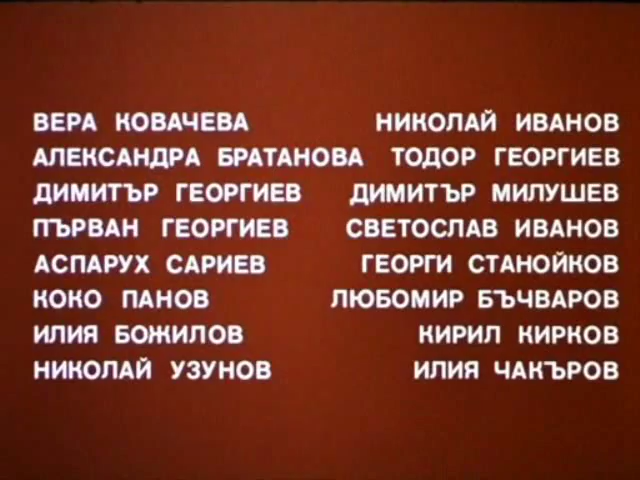 ВЕРА КОВАЧЕВА НИКОЛАЙ ИВАНОВ
АЛЕКСАНДРА БРАТАНОВА ТОДОР ГЕОРГИЕВ
ДИМИТЪР ГЕОРГИЕВ ДИМИТЪР МИЛУШЕВ
ПЪРВАН ГЕОРГИЕВ СВЕТОСЛАВ ИВАНОВ
АСПАРУХ САРИЕВ ГЕОРГИ СТАНОЙКОВ
КОКО ПАНОВ ЛЮБОМИР БЪЧВАРОВ
ИЛИЯ БОЖИЛОВ КИРИЛ КИРКОВ
НИКОЛАЙ УЗУНОВ ИЛИЯ ЧАКЪРОВ